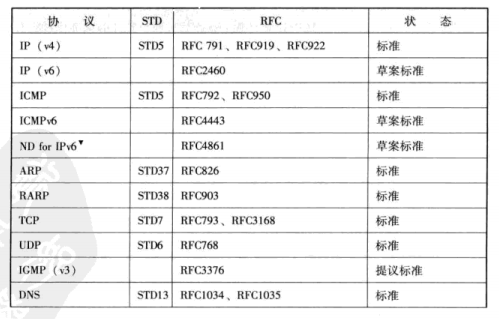 协 议 STD RFC 状 态
IP（v4） STD5 RFC 791、RFC919、RFC922 标准
IP（v6） RFC2460 草案标准
ICMP STD5 RFC792、RFC950 标准
ICMPv6 RFC4443 草案标准
ND for IPv6▼ RFC4861 草案标准
ARP STD37 RFC826 标准
RARP STD38 RFC903 标准
TCP STD7 RFC793、RFC3168 标准
UDP STD6 RFC768 标准
IGMP（v3） RFC3376 提议标准
DNS STD13 RFC1034、RFC1035 标准